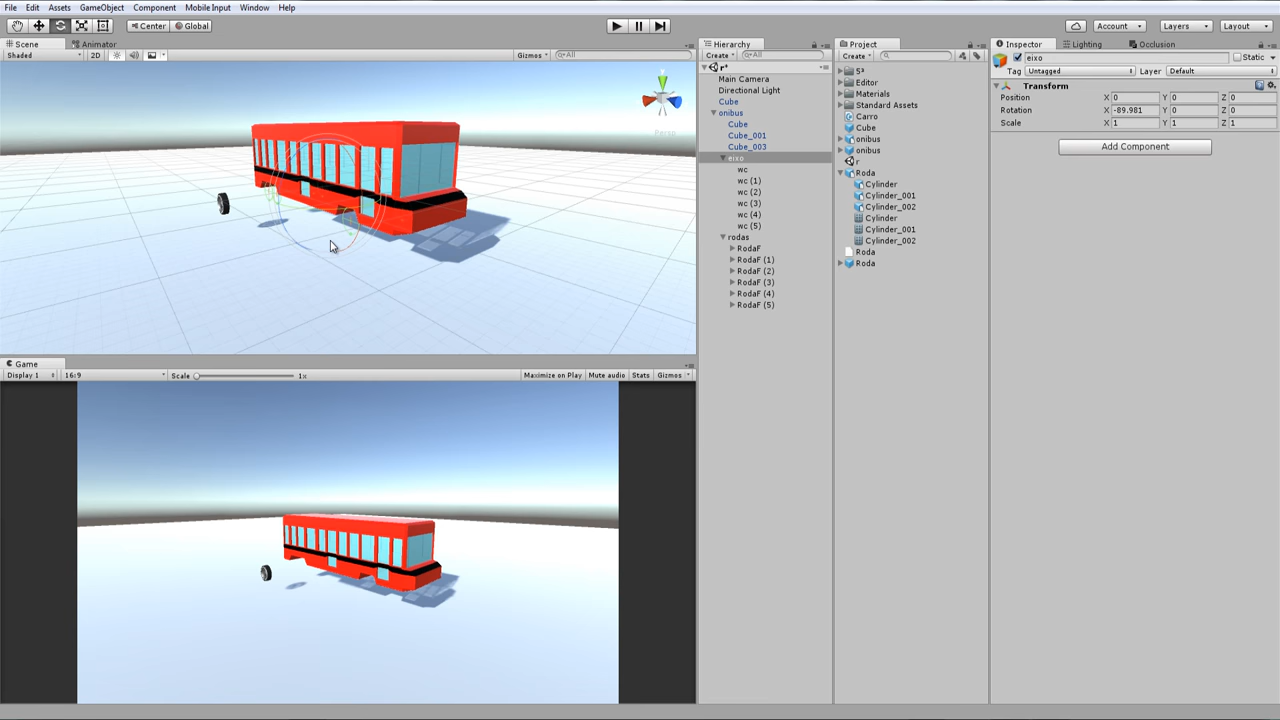 File Edit Assets GameObject Component Mobile Input Window Help
Center Global Account Layers Layout
Scene Animator
Shaded 2D Gizmos All
Persp
Game
Display 1 16:9 Scale 1x Maximize on Play Mute audio Stats Gizmos
Hierarchy
Create All
r*
Main Camera
Directional Light
Cube
onibus
Cube
Cube_001
Cube_003
eixo
wc
wc (1)
wc (2)
wc (3)
wc (4)
wc (5)
rodas
RodaF
RodaF (1)
RodaF (2)
RodaF (3)
RodaF (4)
RodaF (5)
Project
Create
5³
Editor
Materials
Standard Assets
Carro
Cube
onibus
onibus
r
Roda
Cylinder
Cylinder_001
Cylinder_002
Cylinder
Cylinder_001
Cylinder_002
Roda
Roda
Inspector Lighting Occlusion
eixo Static
Tag Untagged Layer Default
Transform
Position X 0 Y 0 Z 0
Rotation X -89.981 Y 0 Z 0
Scale X 1 Y 1 Z 1
Add Component